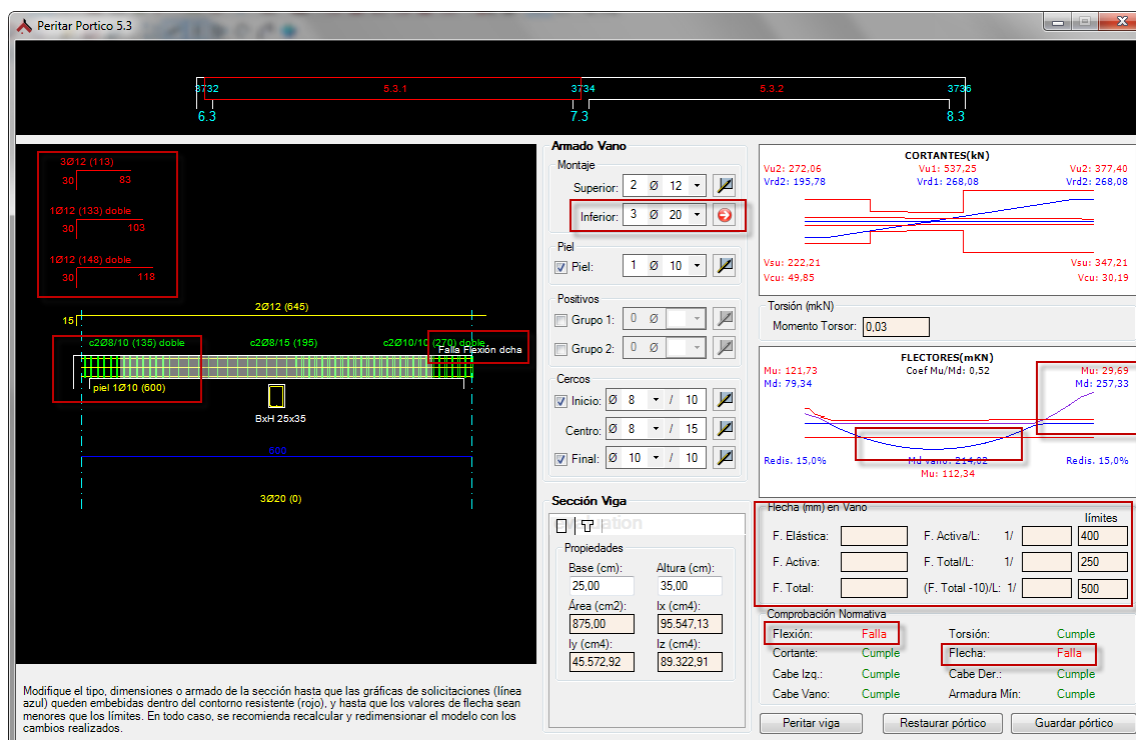 Peritar Portico 5.3
3732 5.3.1 3734 5.3.2 3736
6.3 7.3 8.3
3Ø12 (113)
30 83
1Ø12 (133) doble
30 103
1Ø12 (148) doble
30 118
2Ø12 (645)
15
c2Ø8/10 (135) doble c2Ø8/15 (195) c2Ø10/10 (270) doble
Falla Flexión dcha
piel 1Ø10 (600)
BxH 25x35
600
3Ø20 (0)
Modifique el tipo, dimensiones o armado de la sección hasta que las gráficas de solicitaciones (línea
azul) queden embebidas dentro del contorno resistente (rojo), y hasta que los valores de flecha sean
menores que los límites. En todo caso, se recomienda recalcular y redimensionar el modelo con los
cambios realizados.
Armado Vano
Montaje
Superior: 2 Ø 12
Inferior: 3 Ø 20
Piel
Piel: 1 Ø 10
Positivos
Grupo 1: 0 Ø
Grupo 2: 0 Ø
Cercos
Inicio: Ø 8 / 10
Centro: Ø 8 / 15
Final: Ø 10 / 10
Sección Viga
Propiedades
Base (cm): Altura (cm):
25,00 35,00
Área (cm2): Ix (cm4):
875,00 95.547,13
Iy (cm4): Iz (cm4):
45.572,92 89.322,91
CORTANTES(kN)
Vu2: 272,06 Vu1: 537,25 Vu2: 377,40
Vrd2: 195,78 Vrd1: 268,08 Vrd2: 268,08
Vsu: 222,21 Vsu: 347,21
Vcu: 49,85 Vcu: 30,19
Torsión (mkN)
Momento Torsor: 0,03
FLECTORES(mKN)
Mu: 121,73 Coef Mu/Md: 0,52 Mu: 29,69
Md: 79,34 Md: 257,33
Redis. 15,0% Md vano: 214,02 Redis. 15,0%
Mu: 112,34
Flecha (mm) en Vano
límites
F. Elástica: F. Activa/L: 1/ 400
F. Activa: F. Total/L: 1/ 250
F. Total: (F. Total -10)/L: 1/ 500
Comprobación Normativa
Flexión: Falla Torsión: Cumple
Cortante: Cumple Flecha: Falla
Cabe Izq.: Cumple Cabe Der.: Cumple
Cabe Vano: Cumple Armadura Mín: Cumple
Peritar viga Restaurar pórtico Guardar pórtico